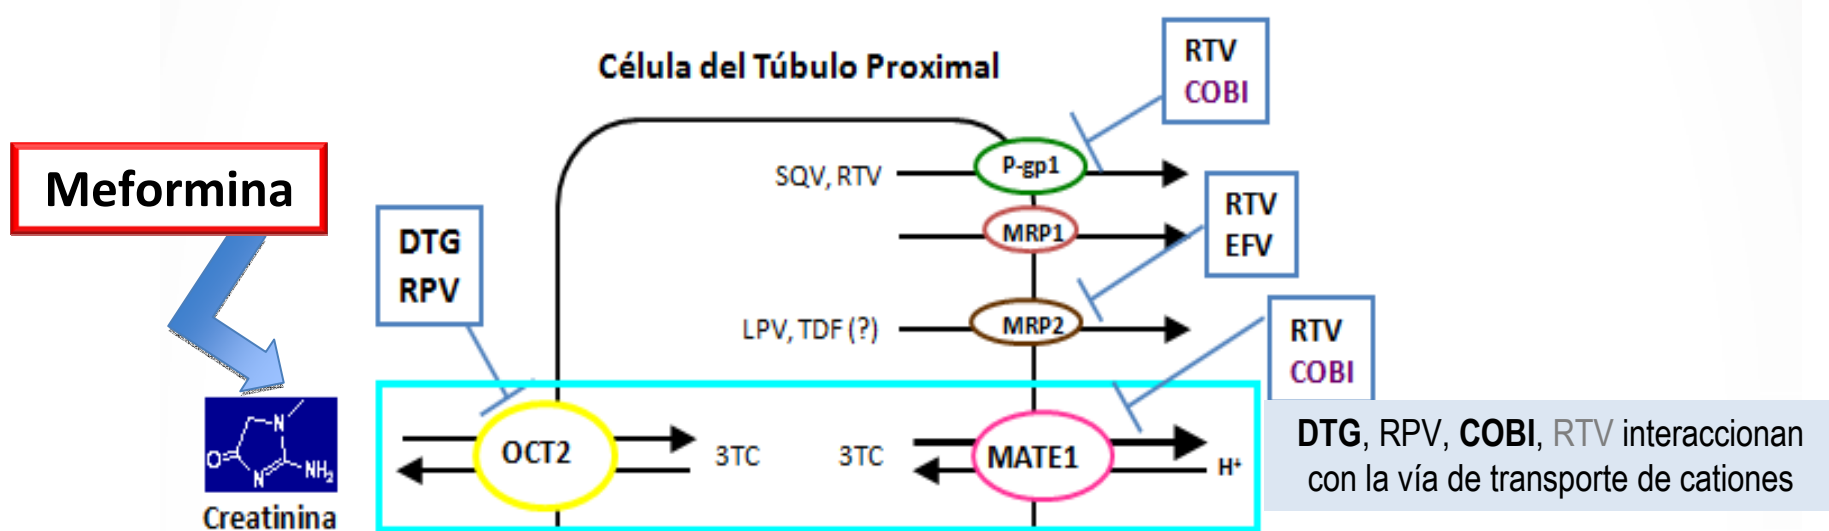 Célula del Túbulo Proximal
RTV
COBI
Meformina
SQV, RTV
P-gp1
DTG
RPV
MRP1
RTV
EFV
LPV, TDF (?)
MRP2
RTV
COBI
OCT2
3TC
3TC
MATE1
H⁺
N
O
N
NH₂
Creatinina
DTG, RPV, COBI, RTV interaccionan
con la vía de transporte de cationes